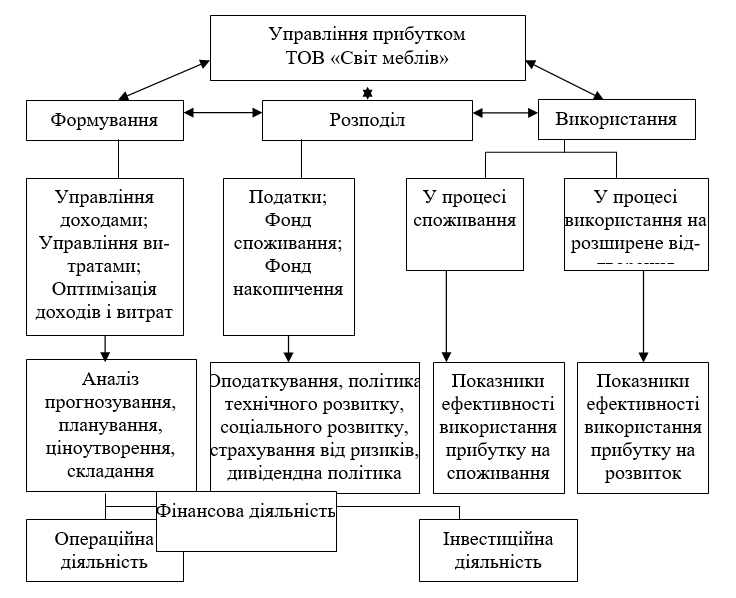 Управління прибутком
ТОВ «Світ меблів»
Формування
Розподіл
Використання
Управління
доходами;
Управління ви-
тратами;
Оптимізація
доходів і витрат
Податки;
Фонд
споживання;
Фонд
накопичення
У процесі
споживання
У процесі
використання на
розширене від-
Аналіз
прогнозування,
планування,
ціноутворення,
складання
Оподаткування, політика
технічного розвитку,
соціального розвитку,
страхування від ризиків,
дивідендна політика
Показники
ефективності
використання
прибутку на
споживання
Показники
ефективності
використання
прибутку на
розвиток
Операційна
діяльність
Фінансова діяльність
Інвестиційна
діяльність